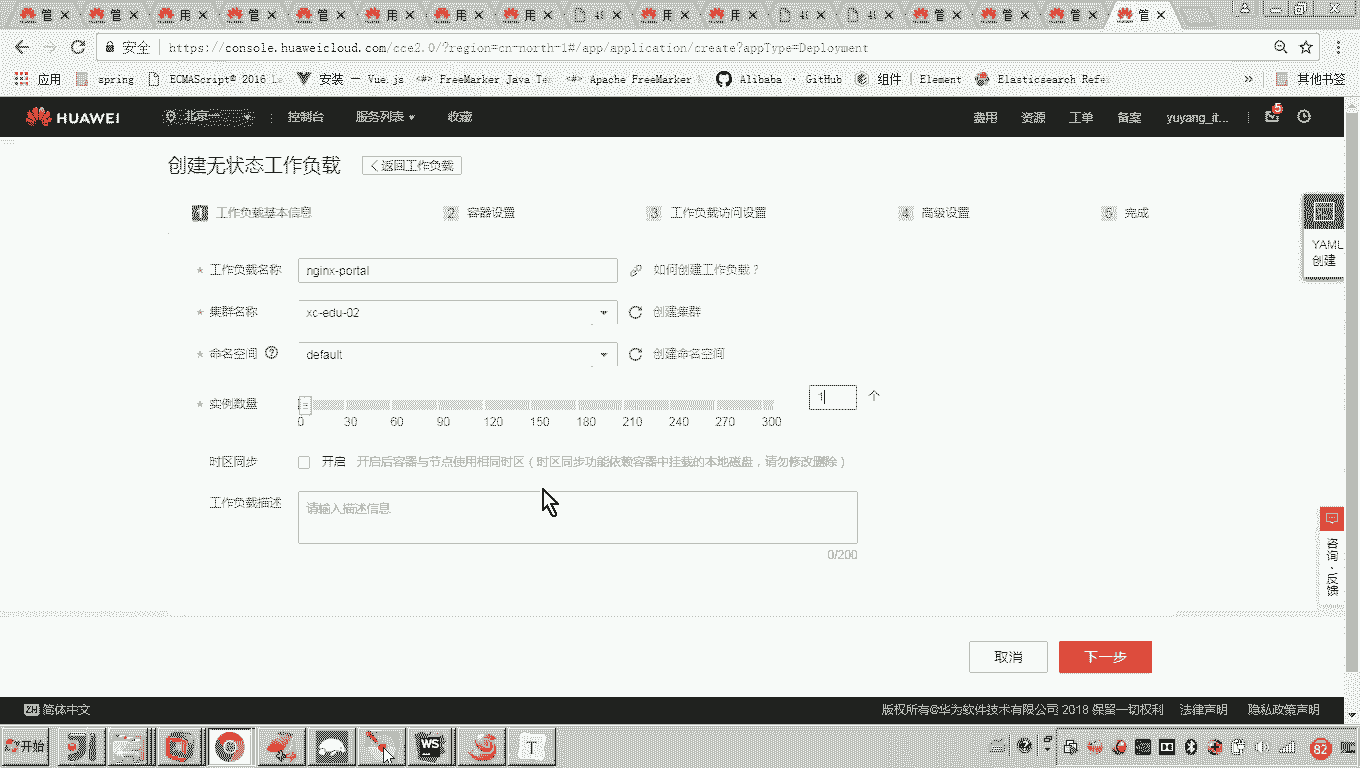 管 管 用 管 管 用 用 用 用 用 管 管 管 管
安全 https://console.huaweicloud.com/cce2.0/?region=cn-north-1#/app/application/create?appType=Deployment
应用 spring ECMAScript® 2016 La 安装 — Vue.js FreeMarker Java Te Apache FreeMarker Alibaba · GitHub 组件 | Element Elasticsearch Refe » 其他书签
HUAWEI 北京一 控制台 服务列表 收藏 费用 资源 工单 备案 yuyang_it... 5
创建无状态工作负载 < 返回工作负载
1 工作负载基本信息 2 容器设置 3 工作负载访问设置 4 高级设置 5 完成
YAML
创建
* 工作负载名称 nginx-portal 如何创建工作负载?
* 集群名称 xc-edu-02 创建集群
* 命名空间 default 创建命名空间
* 实例数量 1 个
0 30 60 90 120 150 180 210 240 270 300
时区同步 开启 开启后容器与节点使用相同时区(时区同步功能依赖容器中挂载的本地磁盘,请勿修改删除)
工作负载描述 请输入描述信息
0/200
咨询·反馈
取消 下一步
ZH 简体中文 版权所有@华为软件技术有限公司 2018 保留一切权利 法律声明 隐私政策声明
开始 WS T 82